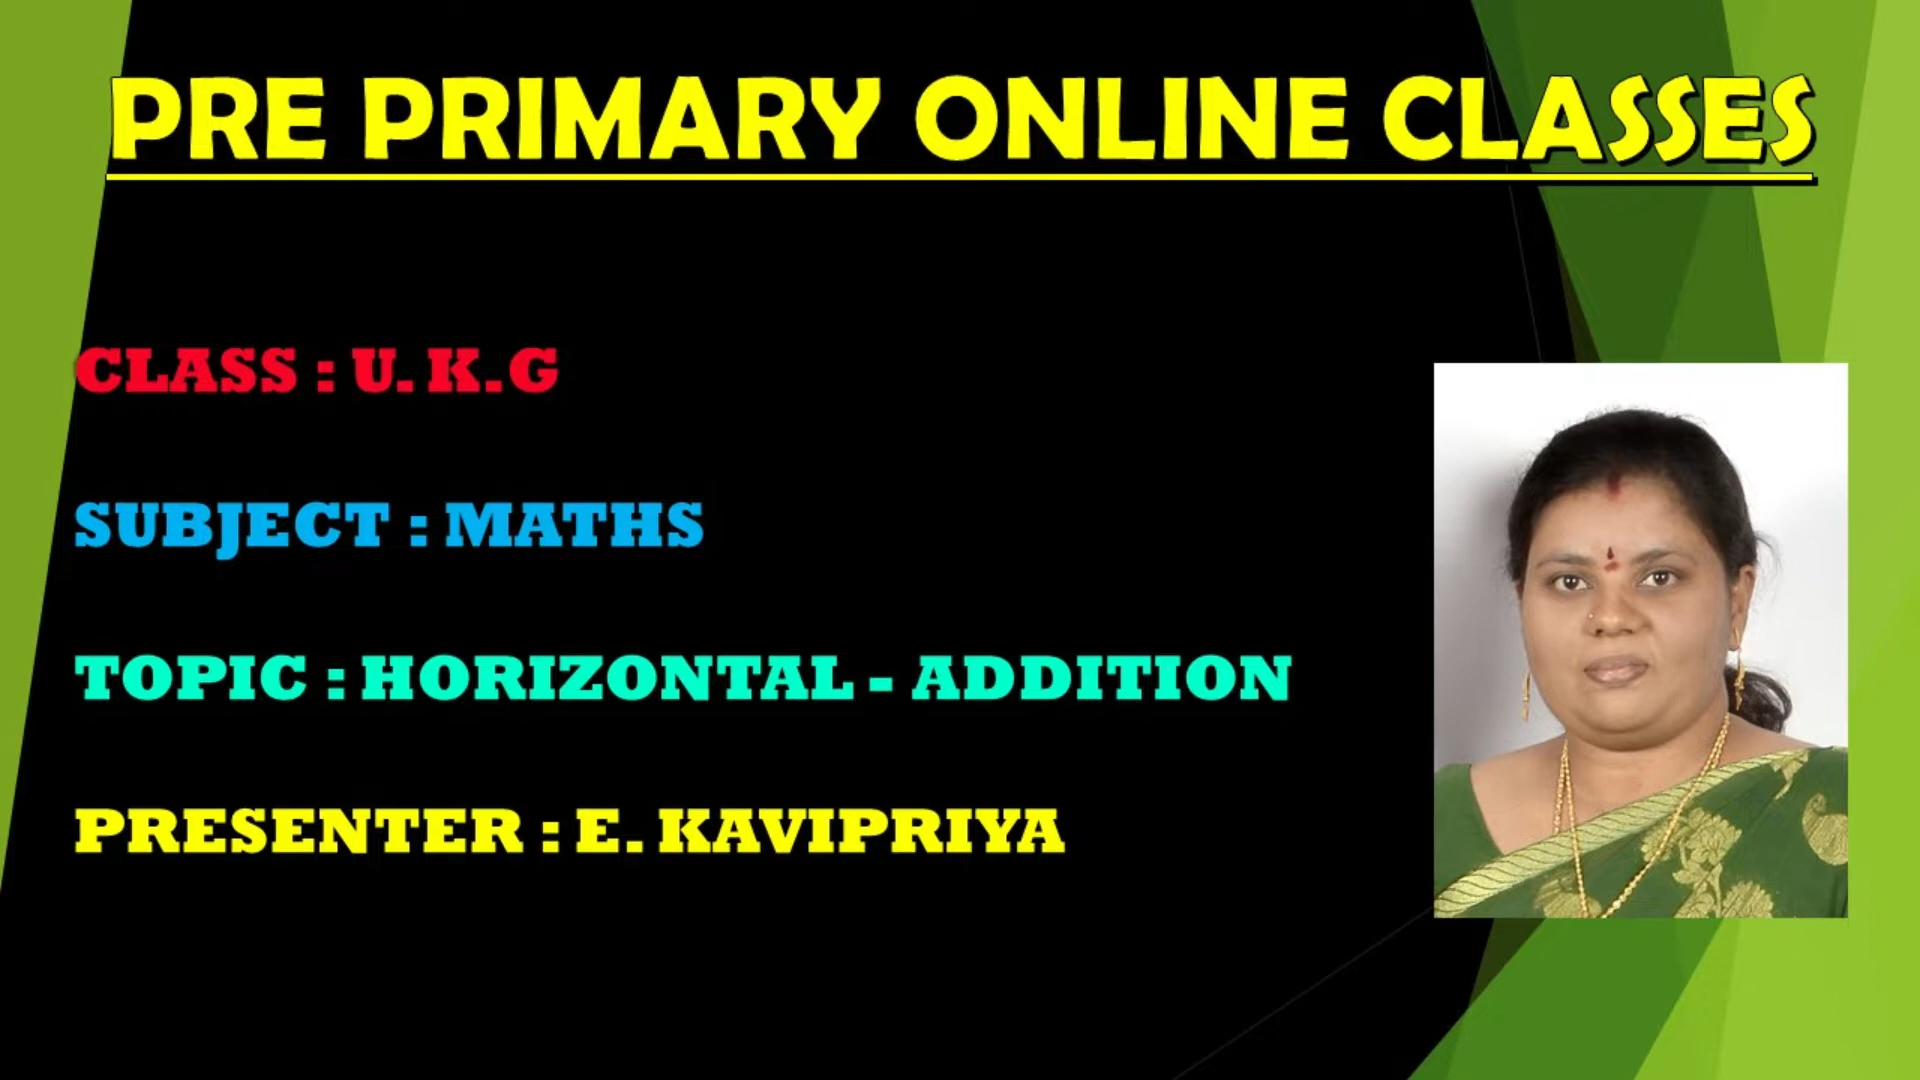 PRE PRIMARY ONLINE CLASSES
CLASS : U. K.G
SUBJECT : MATHS
TOPIC : HORIZONTAL - ADDITION
PRESENTER : E. KAVIPRIYA